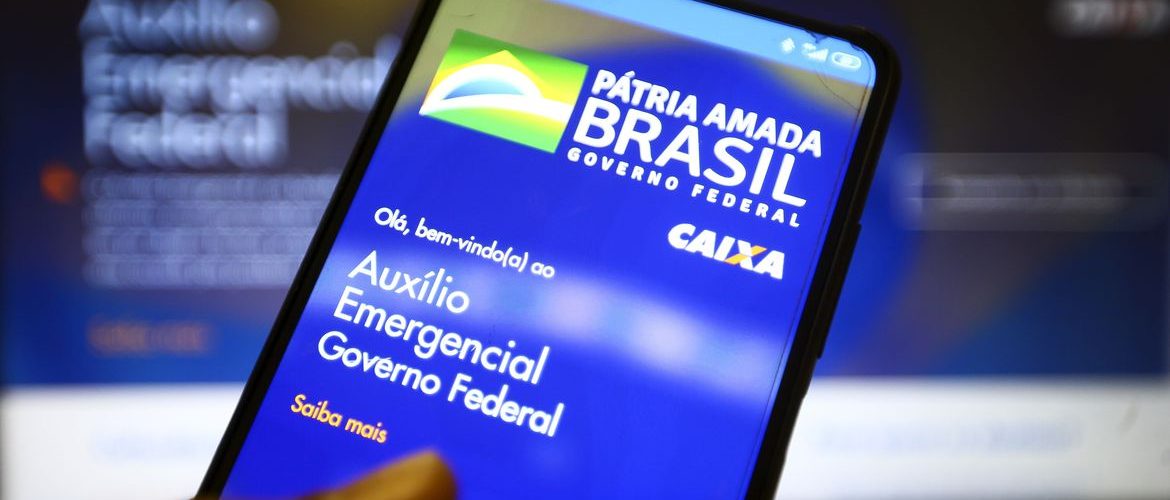 Auxílio
Emergencial
Federal
PÁTRIA AMADA
BRASIL
GOVERNO FEDERAL
CAIXA
Olá, bem-vindo(a) ao
Auxílio
Emergencial
Governo Federal
Saiba mais